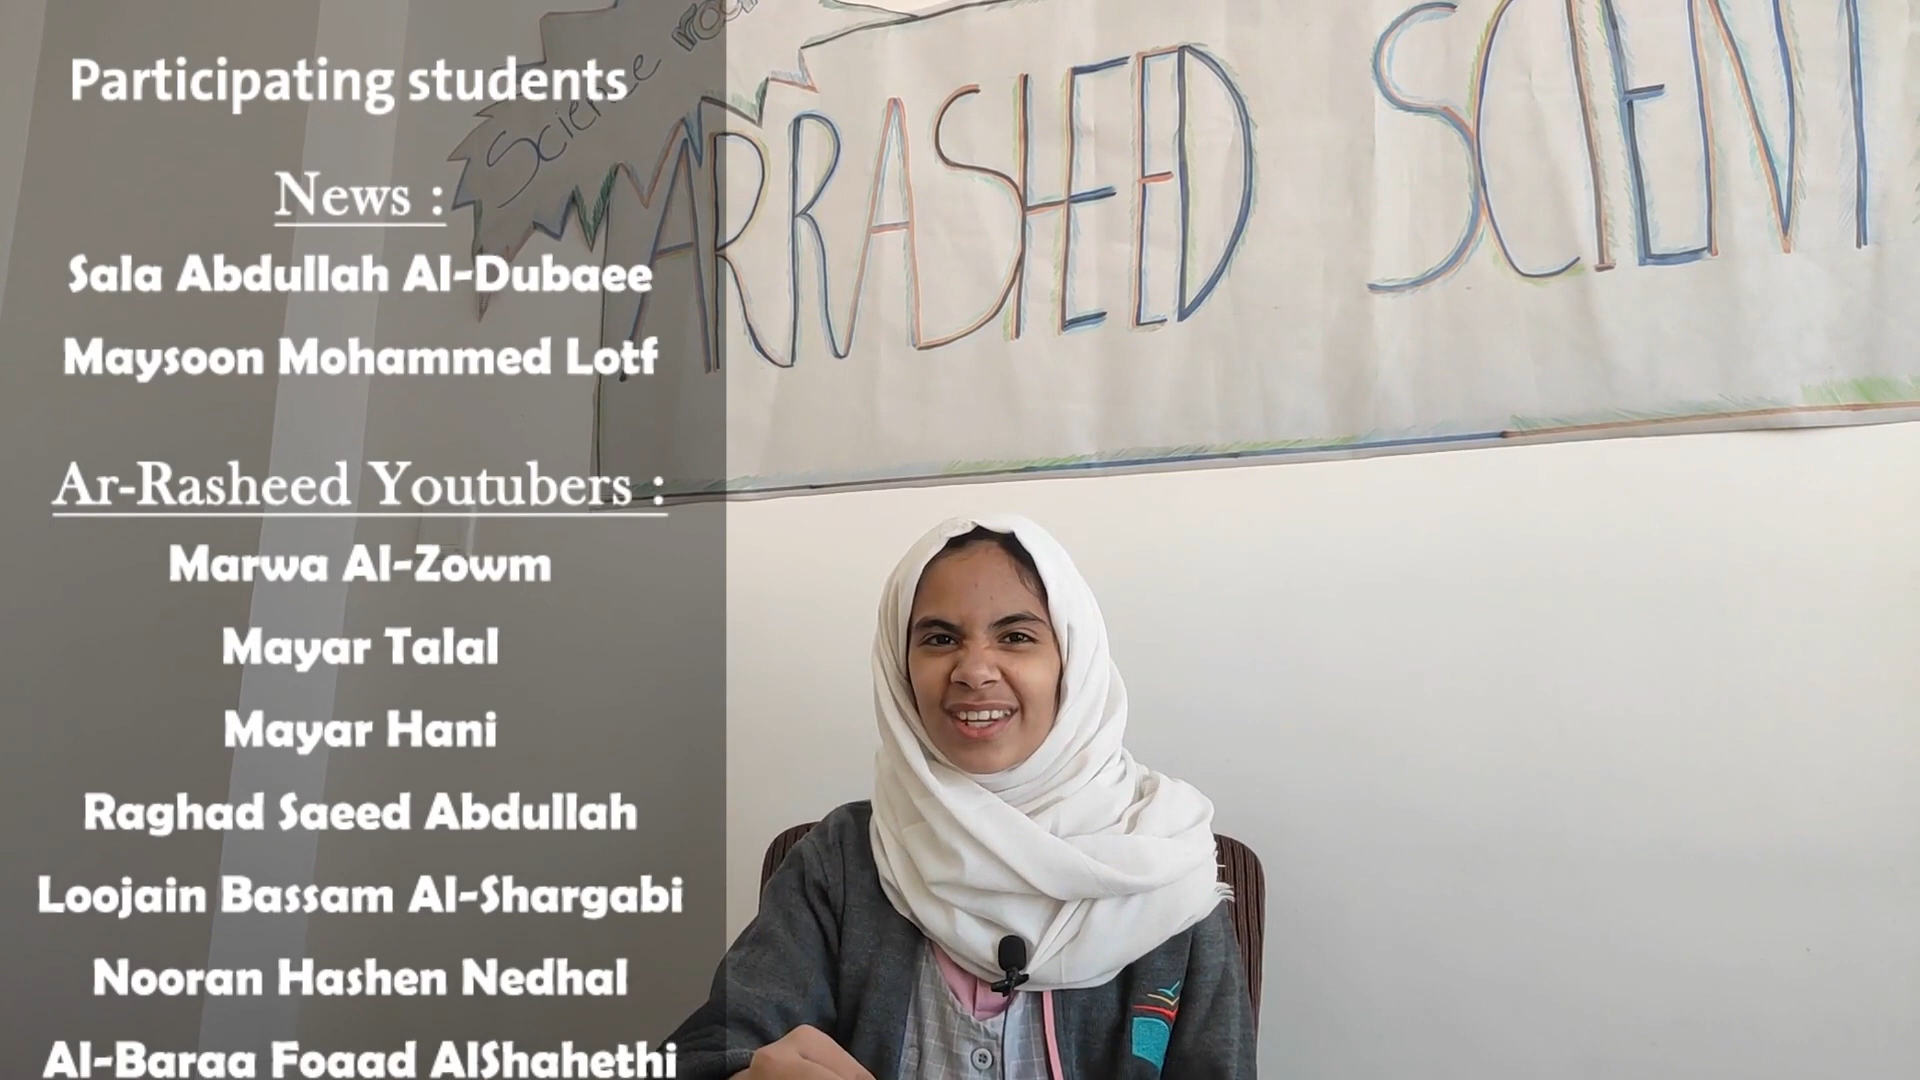 Participating students
News :
Sala Abdullah Al-Dubaee
Maysoon Mohammed Lotf
Ar-Rasheed Youtubers :
Marwa Al-Zowm
Mayar Talal
Mayar Hani
Raghad Saeed Abdullah
Loojain Bassam Al-Shargabi
Nooran Hashen Nedhal
Al-Baraa Foaad AlShahethi
Science
ARRASHEED SCIENT